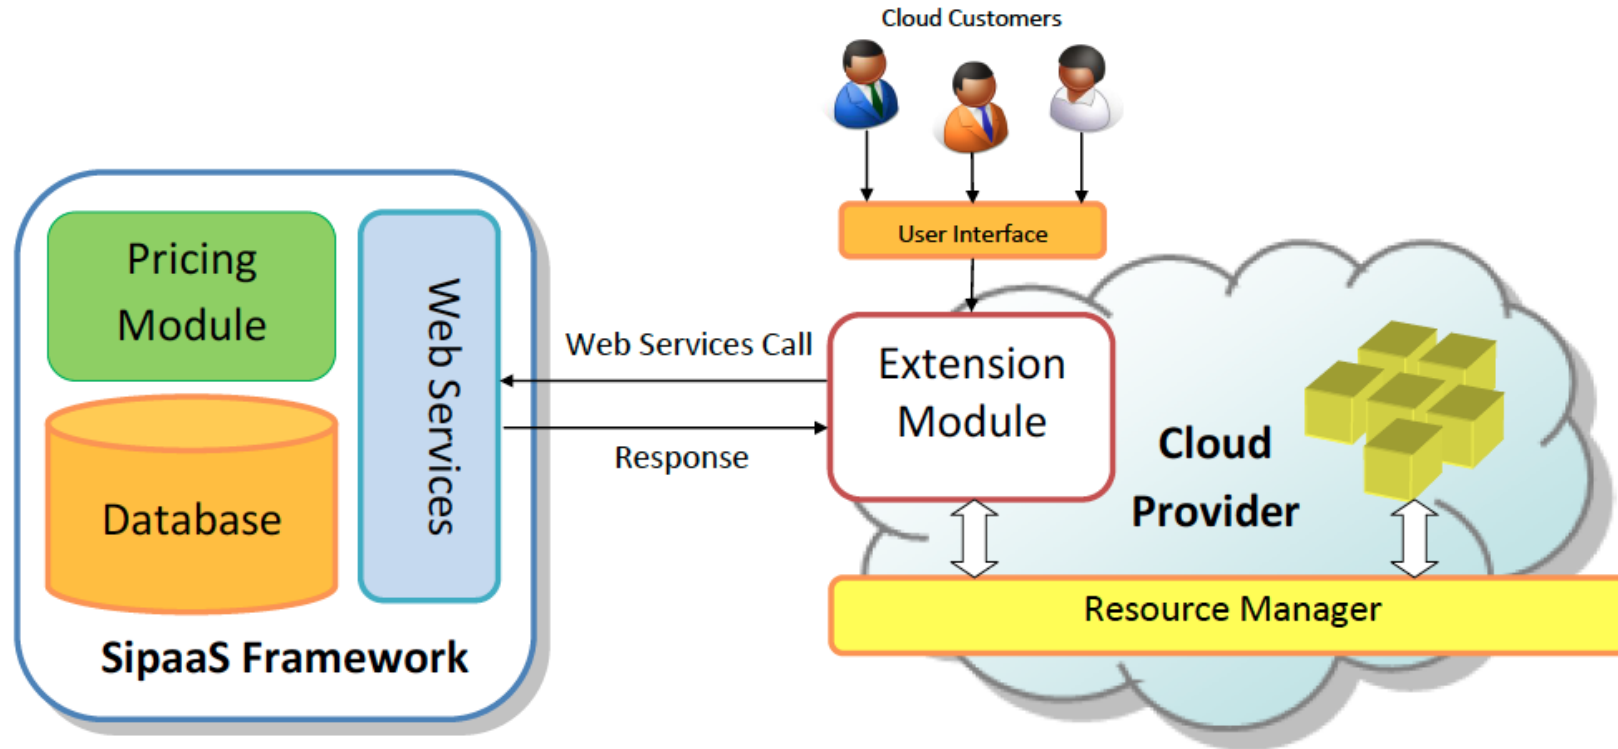 Cloud Customers
User Interface
Pricing
Module
Web Services
Database
SipaaS Framework
Web Services Call
Response
Extension
Module
Cloud
Provider
Resource Manager